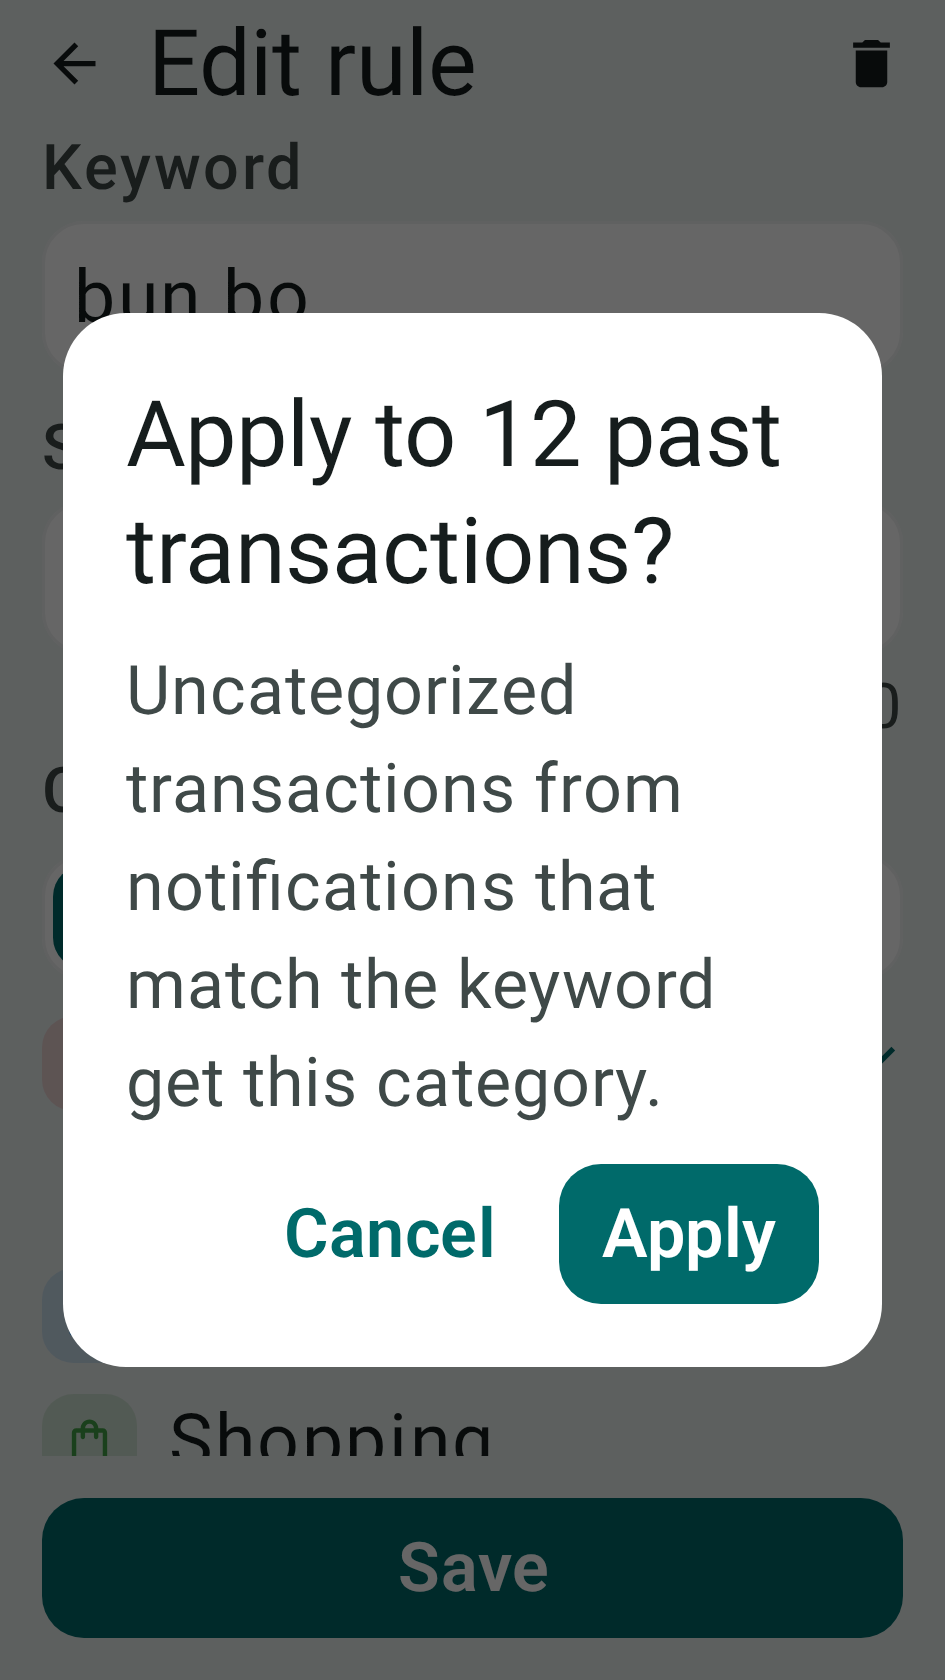 Edit rule
Keyword
bun bo
Apply to 12 past
transactions?
Uncategorized
transactions from
notifications that
match the keyword
get this category.
Cancel
Apply
Shopping
Save